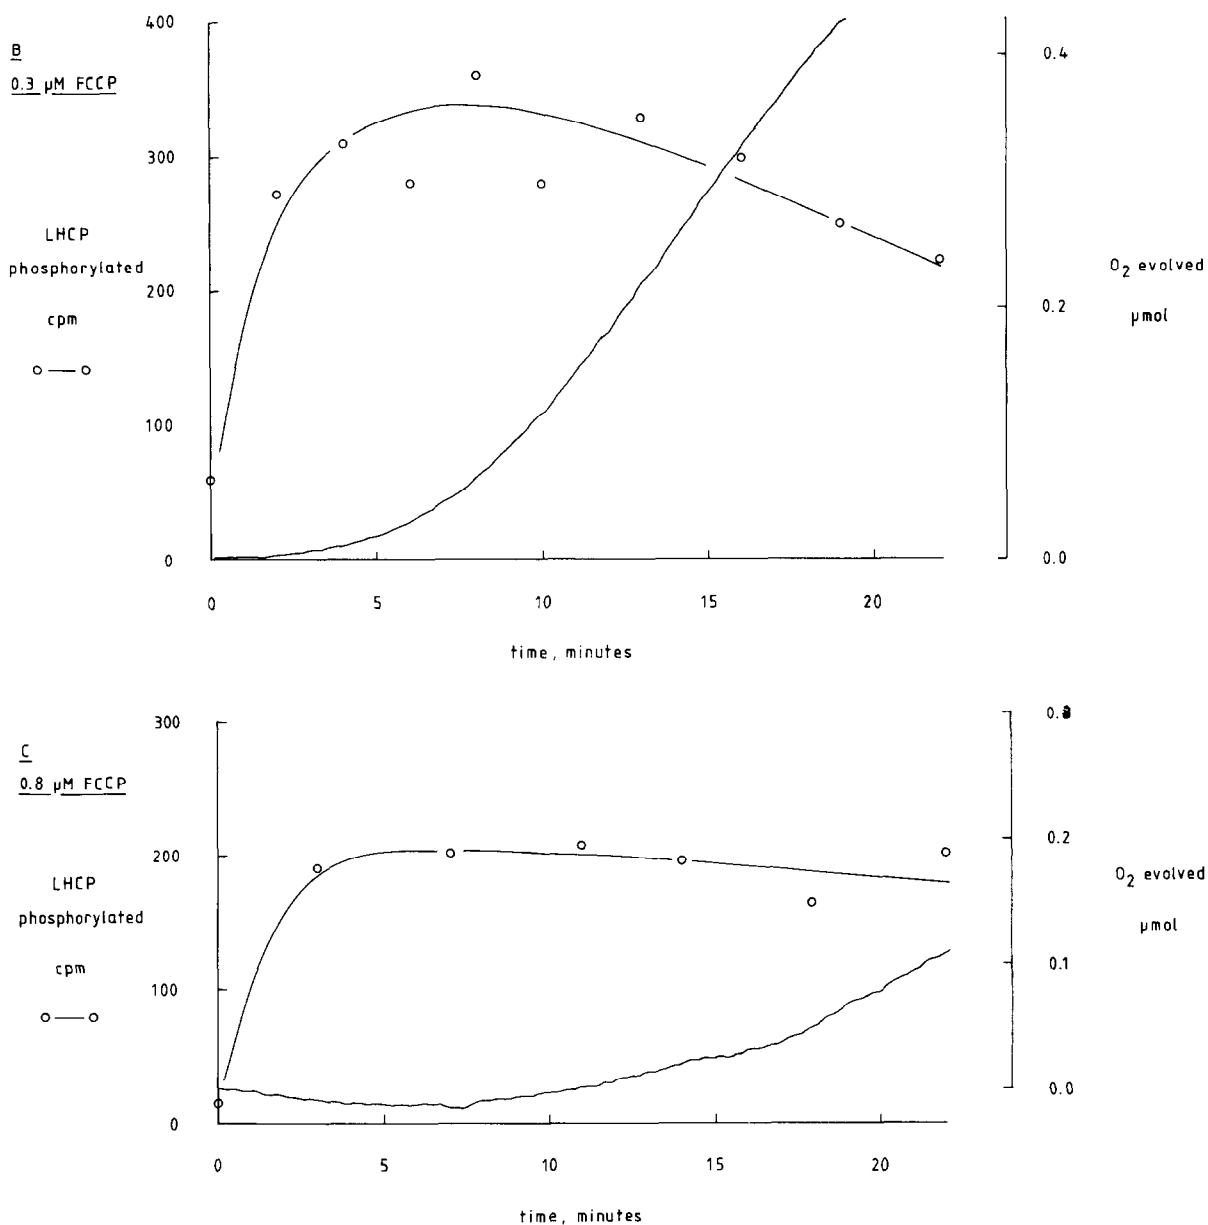 B
0.3 µM FCCP
400
300
200
100
0
LHCP
phosphorylated
cpm
0.4
0.2
0.0
O2 evolved
µmol
0 5 10 15 20
time, minutes
C
0.8 µM FCCP
300
200
100
0
LHCP
phosphorylated
cpm
0.2
0.1
0.0
O2 evolved
µmol
0 5 10 15 20
time, minutes